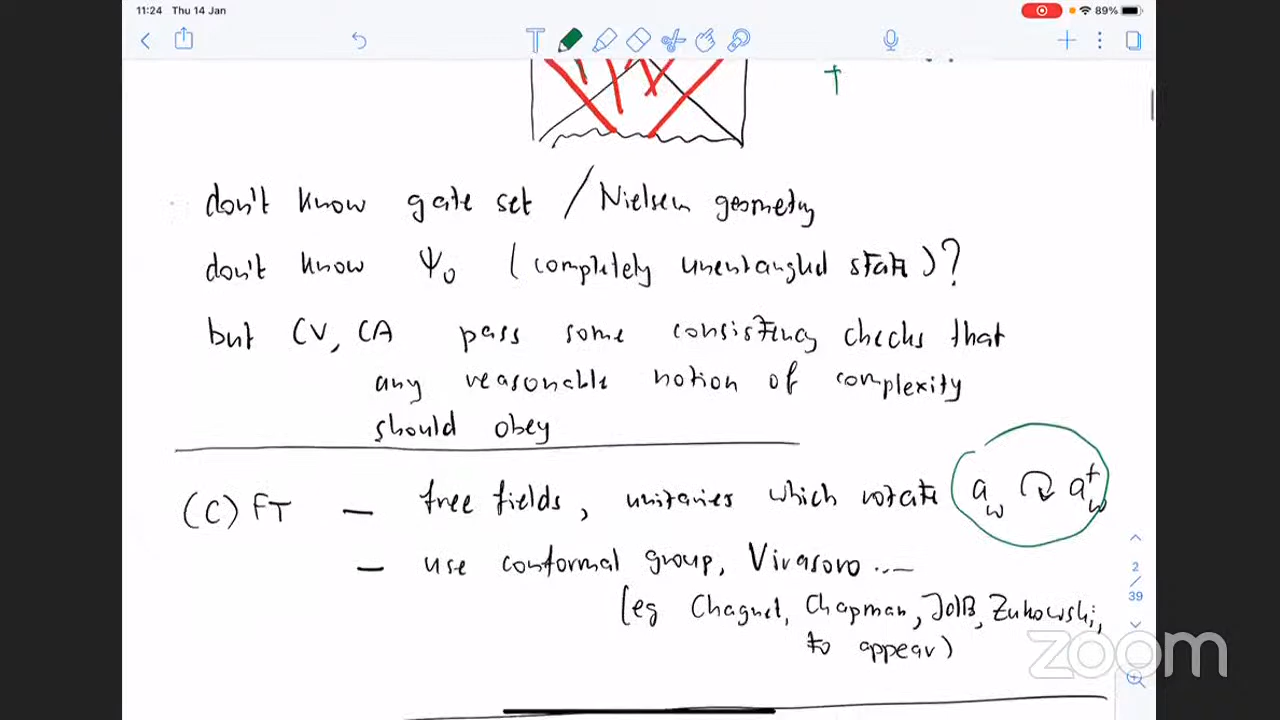 11:24 Thu 14 Jan
89%
T
don't know gate set / Nielsen geometry
don't know Ψ₀ (completely unentangled state)?
but CV, CA pass some consistency checks that
any reasonable notion of complexity
should obey
(C) FT — free fields, unitaries which rotate a_ω ↷ a_ω^†
— use conformal group, Virasoro ...—
(eg Chagnet, Chapman, JdB, Zukowski,
to appear)
2
/
39
zoom